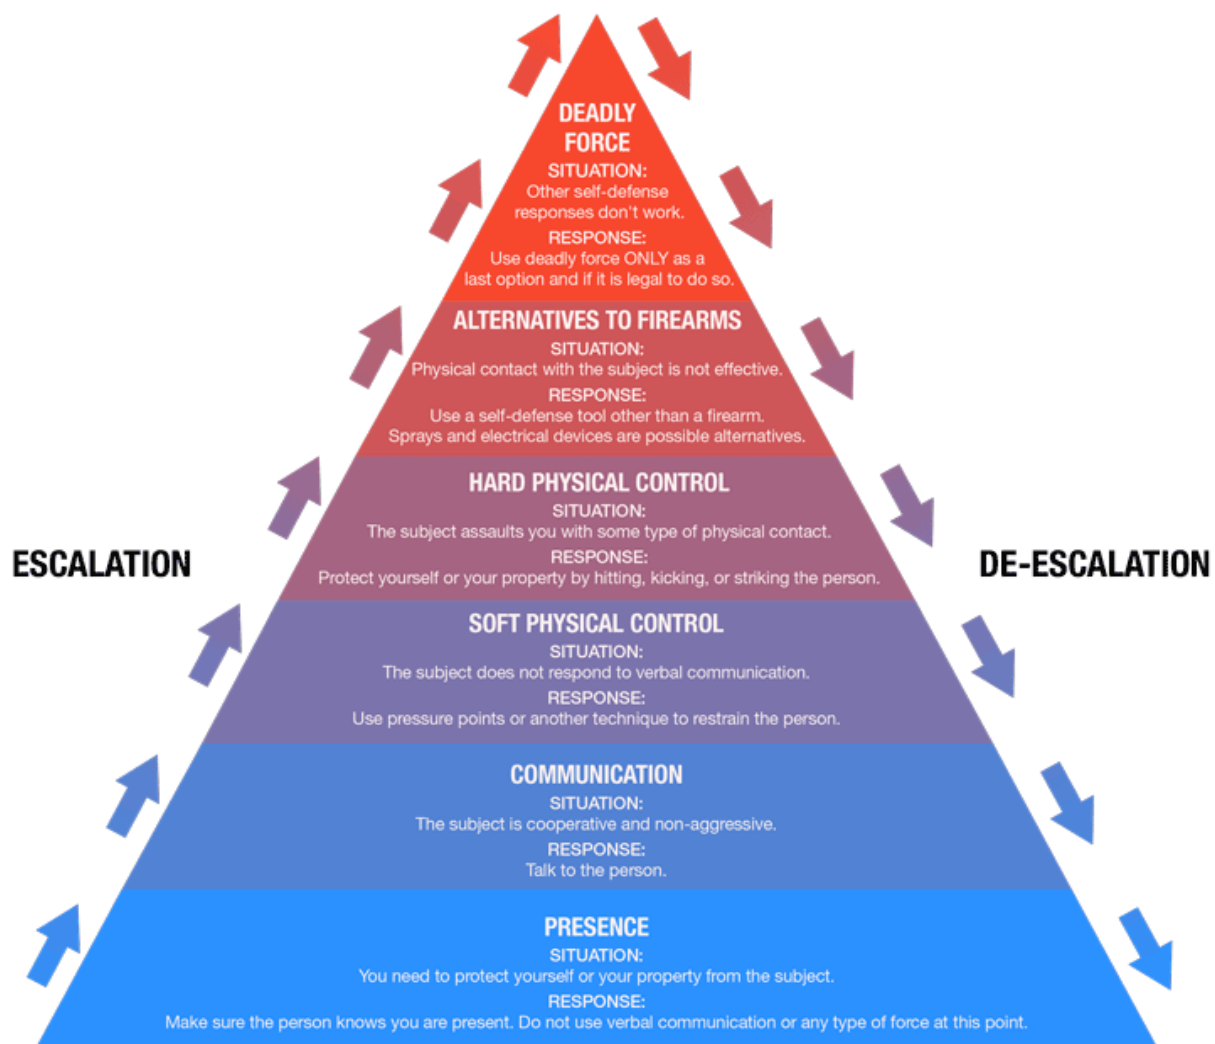 DEADLY
FORCE
SITUATION:
Other self-defense
responses don't work.
RESPONSE:
Use deadly force ONLY as a
last option and if it is legal to do so.
ALTERNATIVES TO FIREARMS
SITUATION:
Physical contact with the subject is not effective.
RESPONSE:
Use a self-defense tool other than a firearm.
Sprays and electrical devices are possible alternatives.
HARD PHYSICAL CONTROL
SITUATION:
The subject assaults you with some type of physical contact.
RESPONSE:
Protect yourself or your property by hitting, kicking, or striking the person.
ESCALATION
DE-ESCALATION
SOFT PHYSICAL CONTROL
SITUATION:
The subject does not respond to verbal communication.
RESPONSE:
Use pressure points or another technique to restrain the person.
COMMUNICATION
SITUATION:
The subject is cooperative and non-aggressive.
RESPONSE:
Talk to the person.
PRESENCE
SITUATION:
You need to protect yourself or your property from the subject.
RESPONSE:
Make sure the person knows you are present. Do not use verbal communication or any type of force at this point.